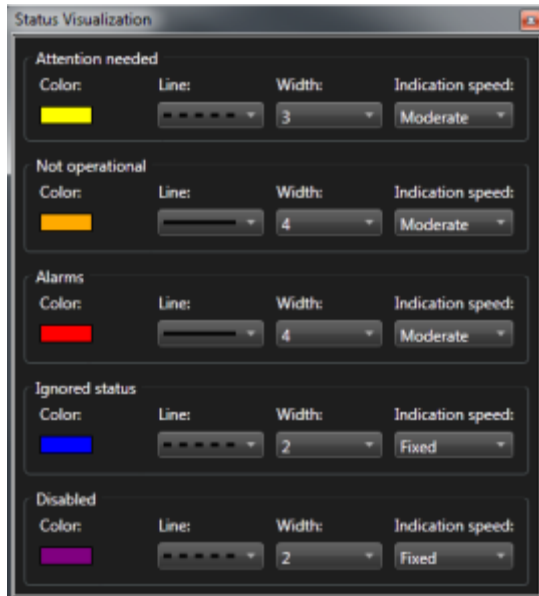 Status Visualization
Attention needed
Color: Line: Width: Indication speed:
3 Moderate
Not operational
Color: Line: Width: Indication speed:
4 Moderate
Alarms
Color: Line: Width: Indication speed:
4 Moderate
Ignored status
Color: Line: Width: Indication speed:
2 Fixed
Disabled
Color: Line: Width: Indication speed:
2 Fixed